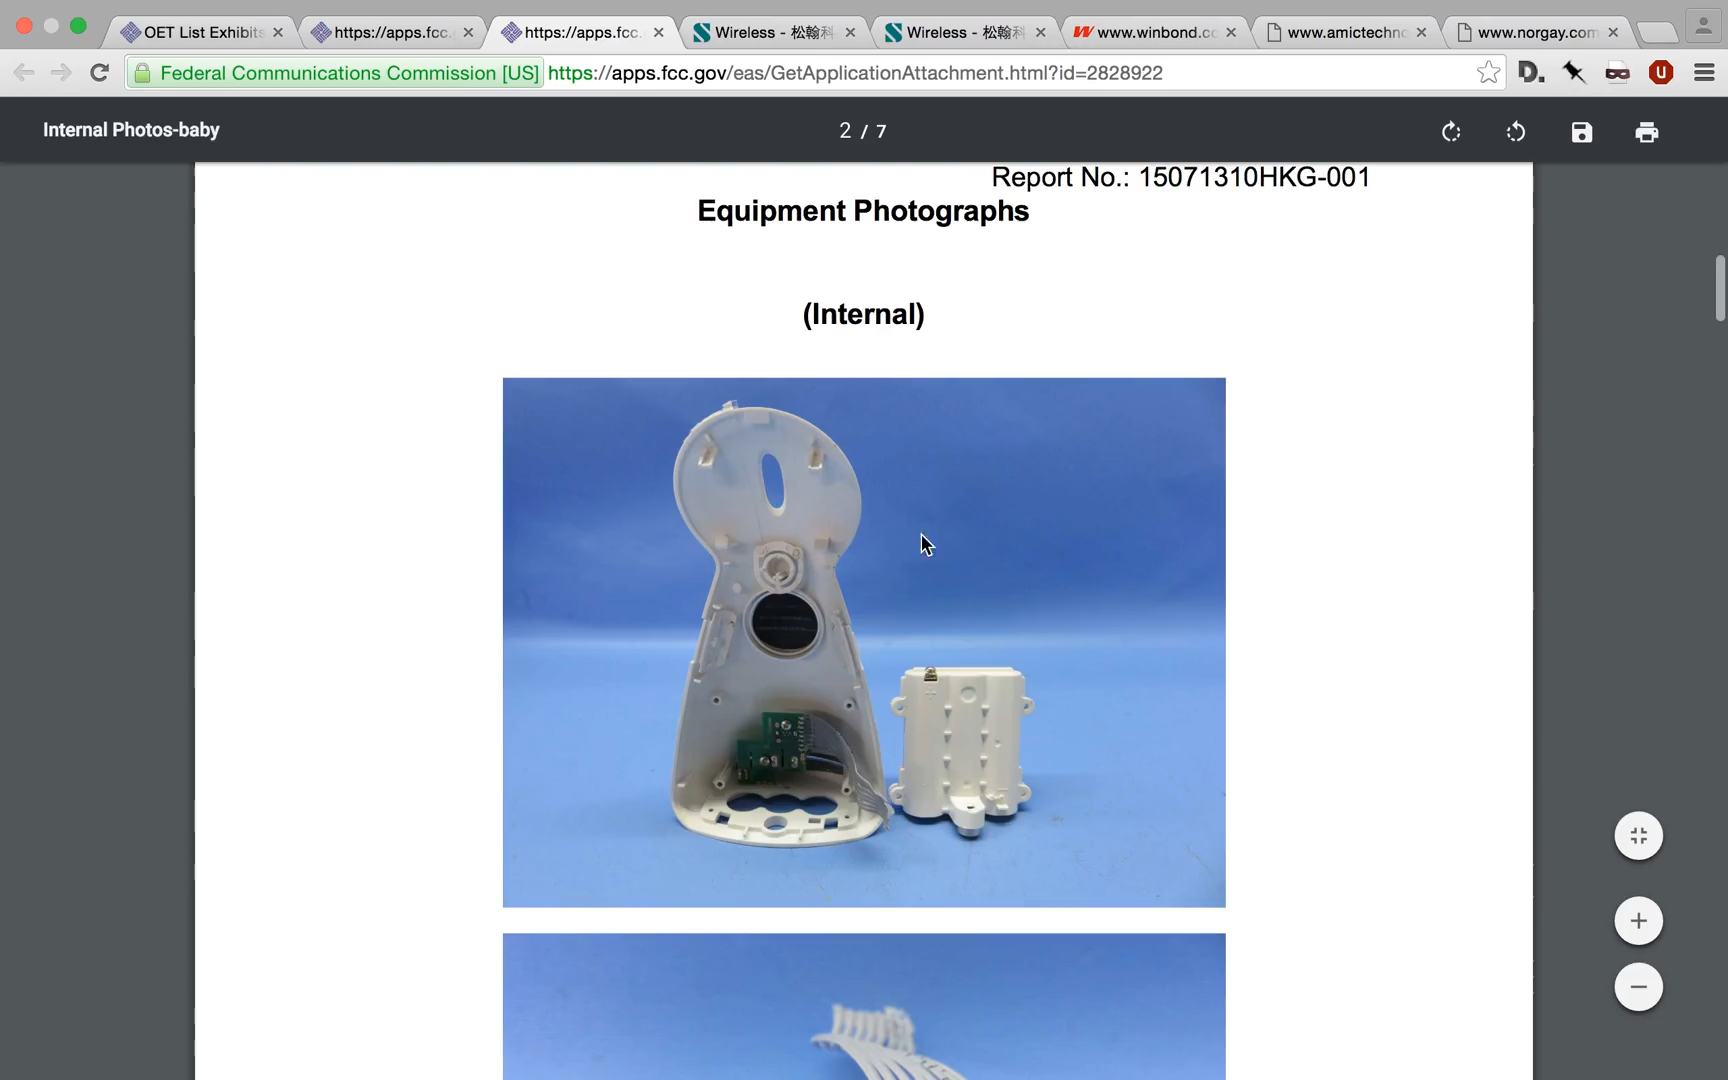 OET List Exhibits
https://apps.fcc.
https://apps.fcc.
Wireless - 松翰科
Wireless - 松翰科
www.winbond.co
www.amictechno
www.norgay.com
Federal Communications Commission [US]
https://apps.fcc.gov/eas/GetApplicationAttachment.html?id=2828922
D.
Internal Photos-baby
2 / 7
Report No.: 15071310HKG-001
Equipment Photographs
(Internal)